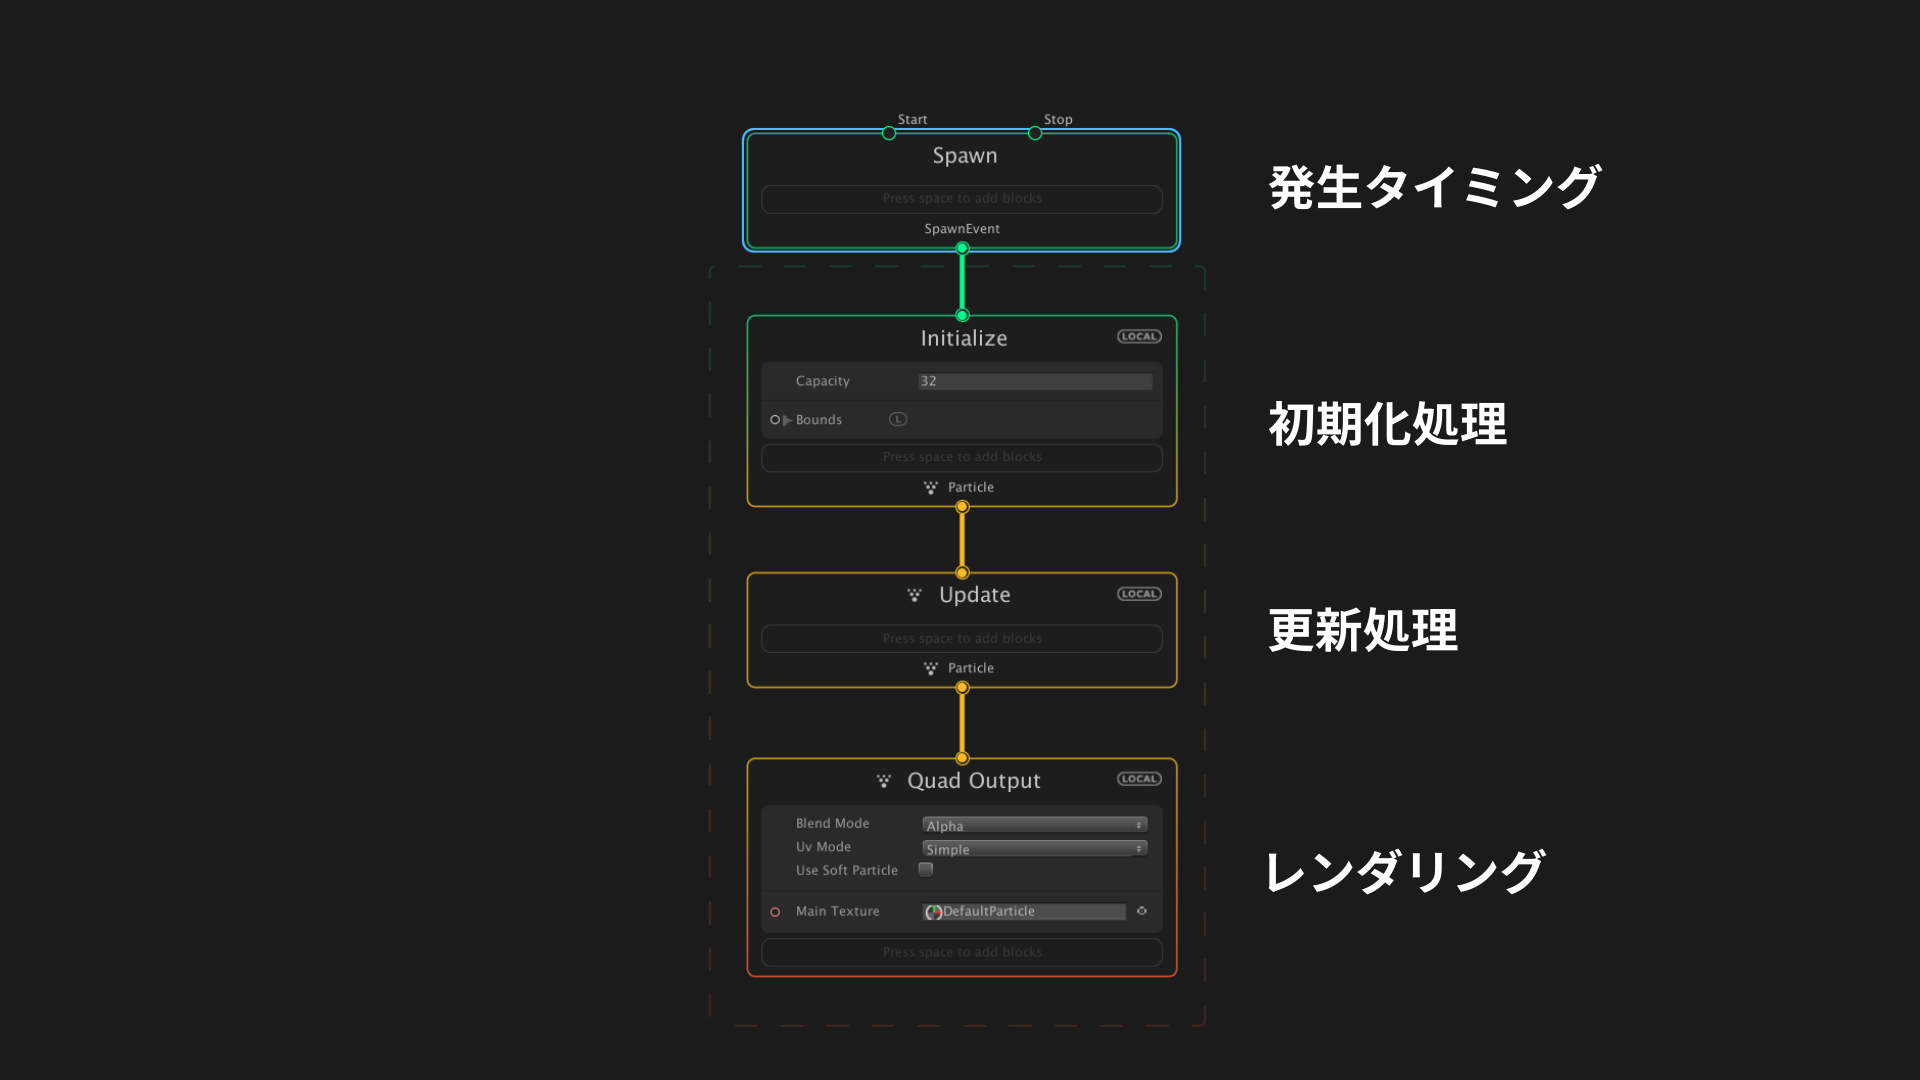 Start Stop
Spawn
Press space to add blocks
SpawnEvent
発生タイミング
Initialize LOCAL
Capacity 32
Bounds L
Press space to add blocks
Particle
初期化処理
Update LOCAL
Press space to add blocks
Particle
更新処理
Quad Output LOCAL
Blend Mode Alpha
Uv Mode Simple
Use Soft Particle
Main Texture DefaultParticle
Press space to add blocks
レンダリング